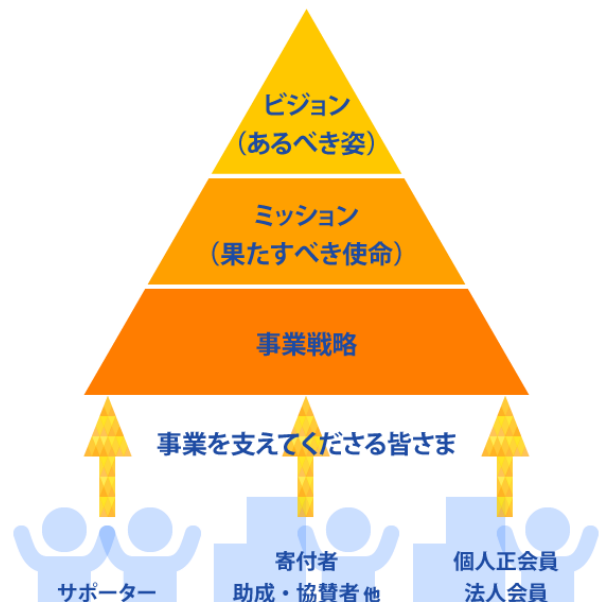 ビジョン
（あるべき姿）
ミッション
（果たすべき使命）
事業戦略
事業を支えてくださる皆さま
サポーター
寄付者
助成・協賛者 他
個人正会員
法人会員